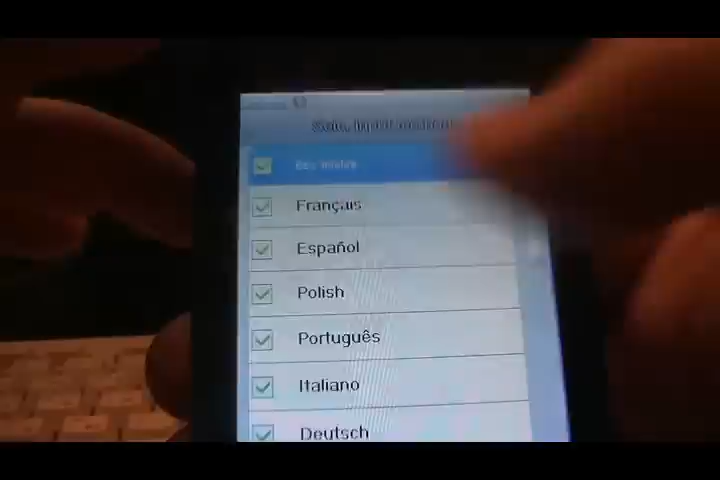 Français
Español
Polish
Português
Italiano
Deutsch